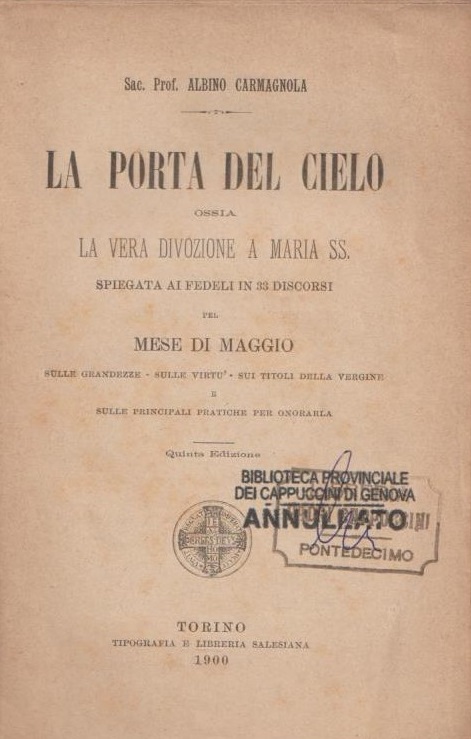 Sac. Prof. ALBINO CARMAGNOLA
LA PORTA DEL CIELO
OSSIA
LA VERA DIVOZIONE A MARIA SS.
SPIEGATA AI FEDELI IN 33 DISCORSI
PEL
MESE DI MAGGIO
SULLE GRANDEZZE - SULLE VIRTU' - SUI TITOLI DELLA VERGINE
E
SULLE PRINCIPALI PRATICHE PER ONORARLA
Quinta Edizione
BIBLIOTECA PROVINCIALE
DEI CAPPUCCINI DI GENOVA
ANNULLATO
PONTEDECIMO
TORINO
TIPOGRAFIA E LIBRERIA SALESIANA
1900